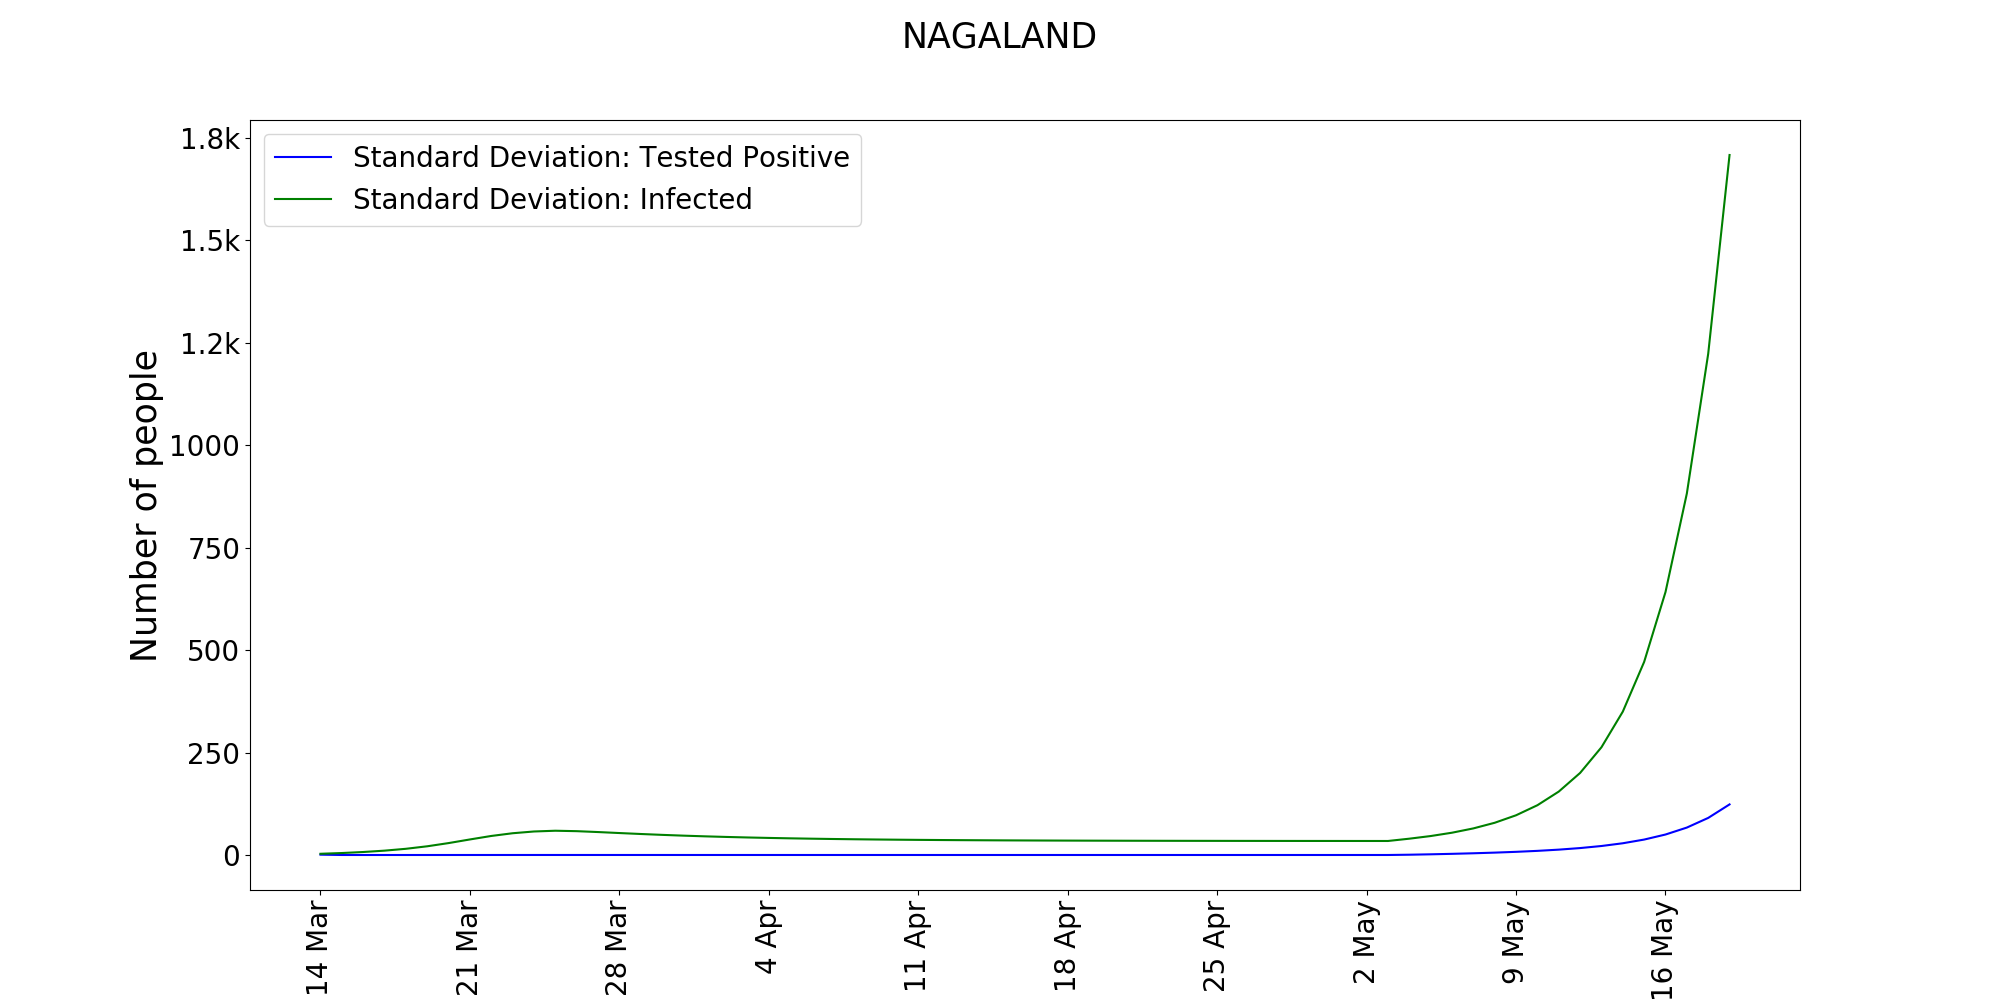 NAGALAND
Standard Deviation: Tested Positive
Standard Deviation: Infected
Number of people
1.8k
1.5k
1.2k
1000
750
500
250
0
14 Mar
21 Mar
28 Mar
4 Apr
11 Apr
18 Apr
25 Apr
2 May
9 May
16 May